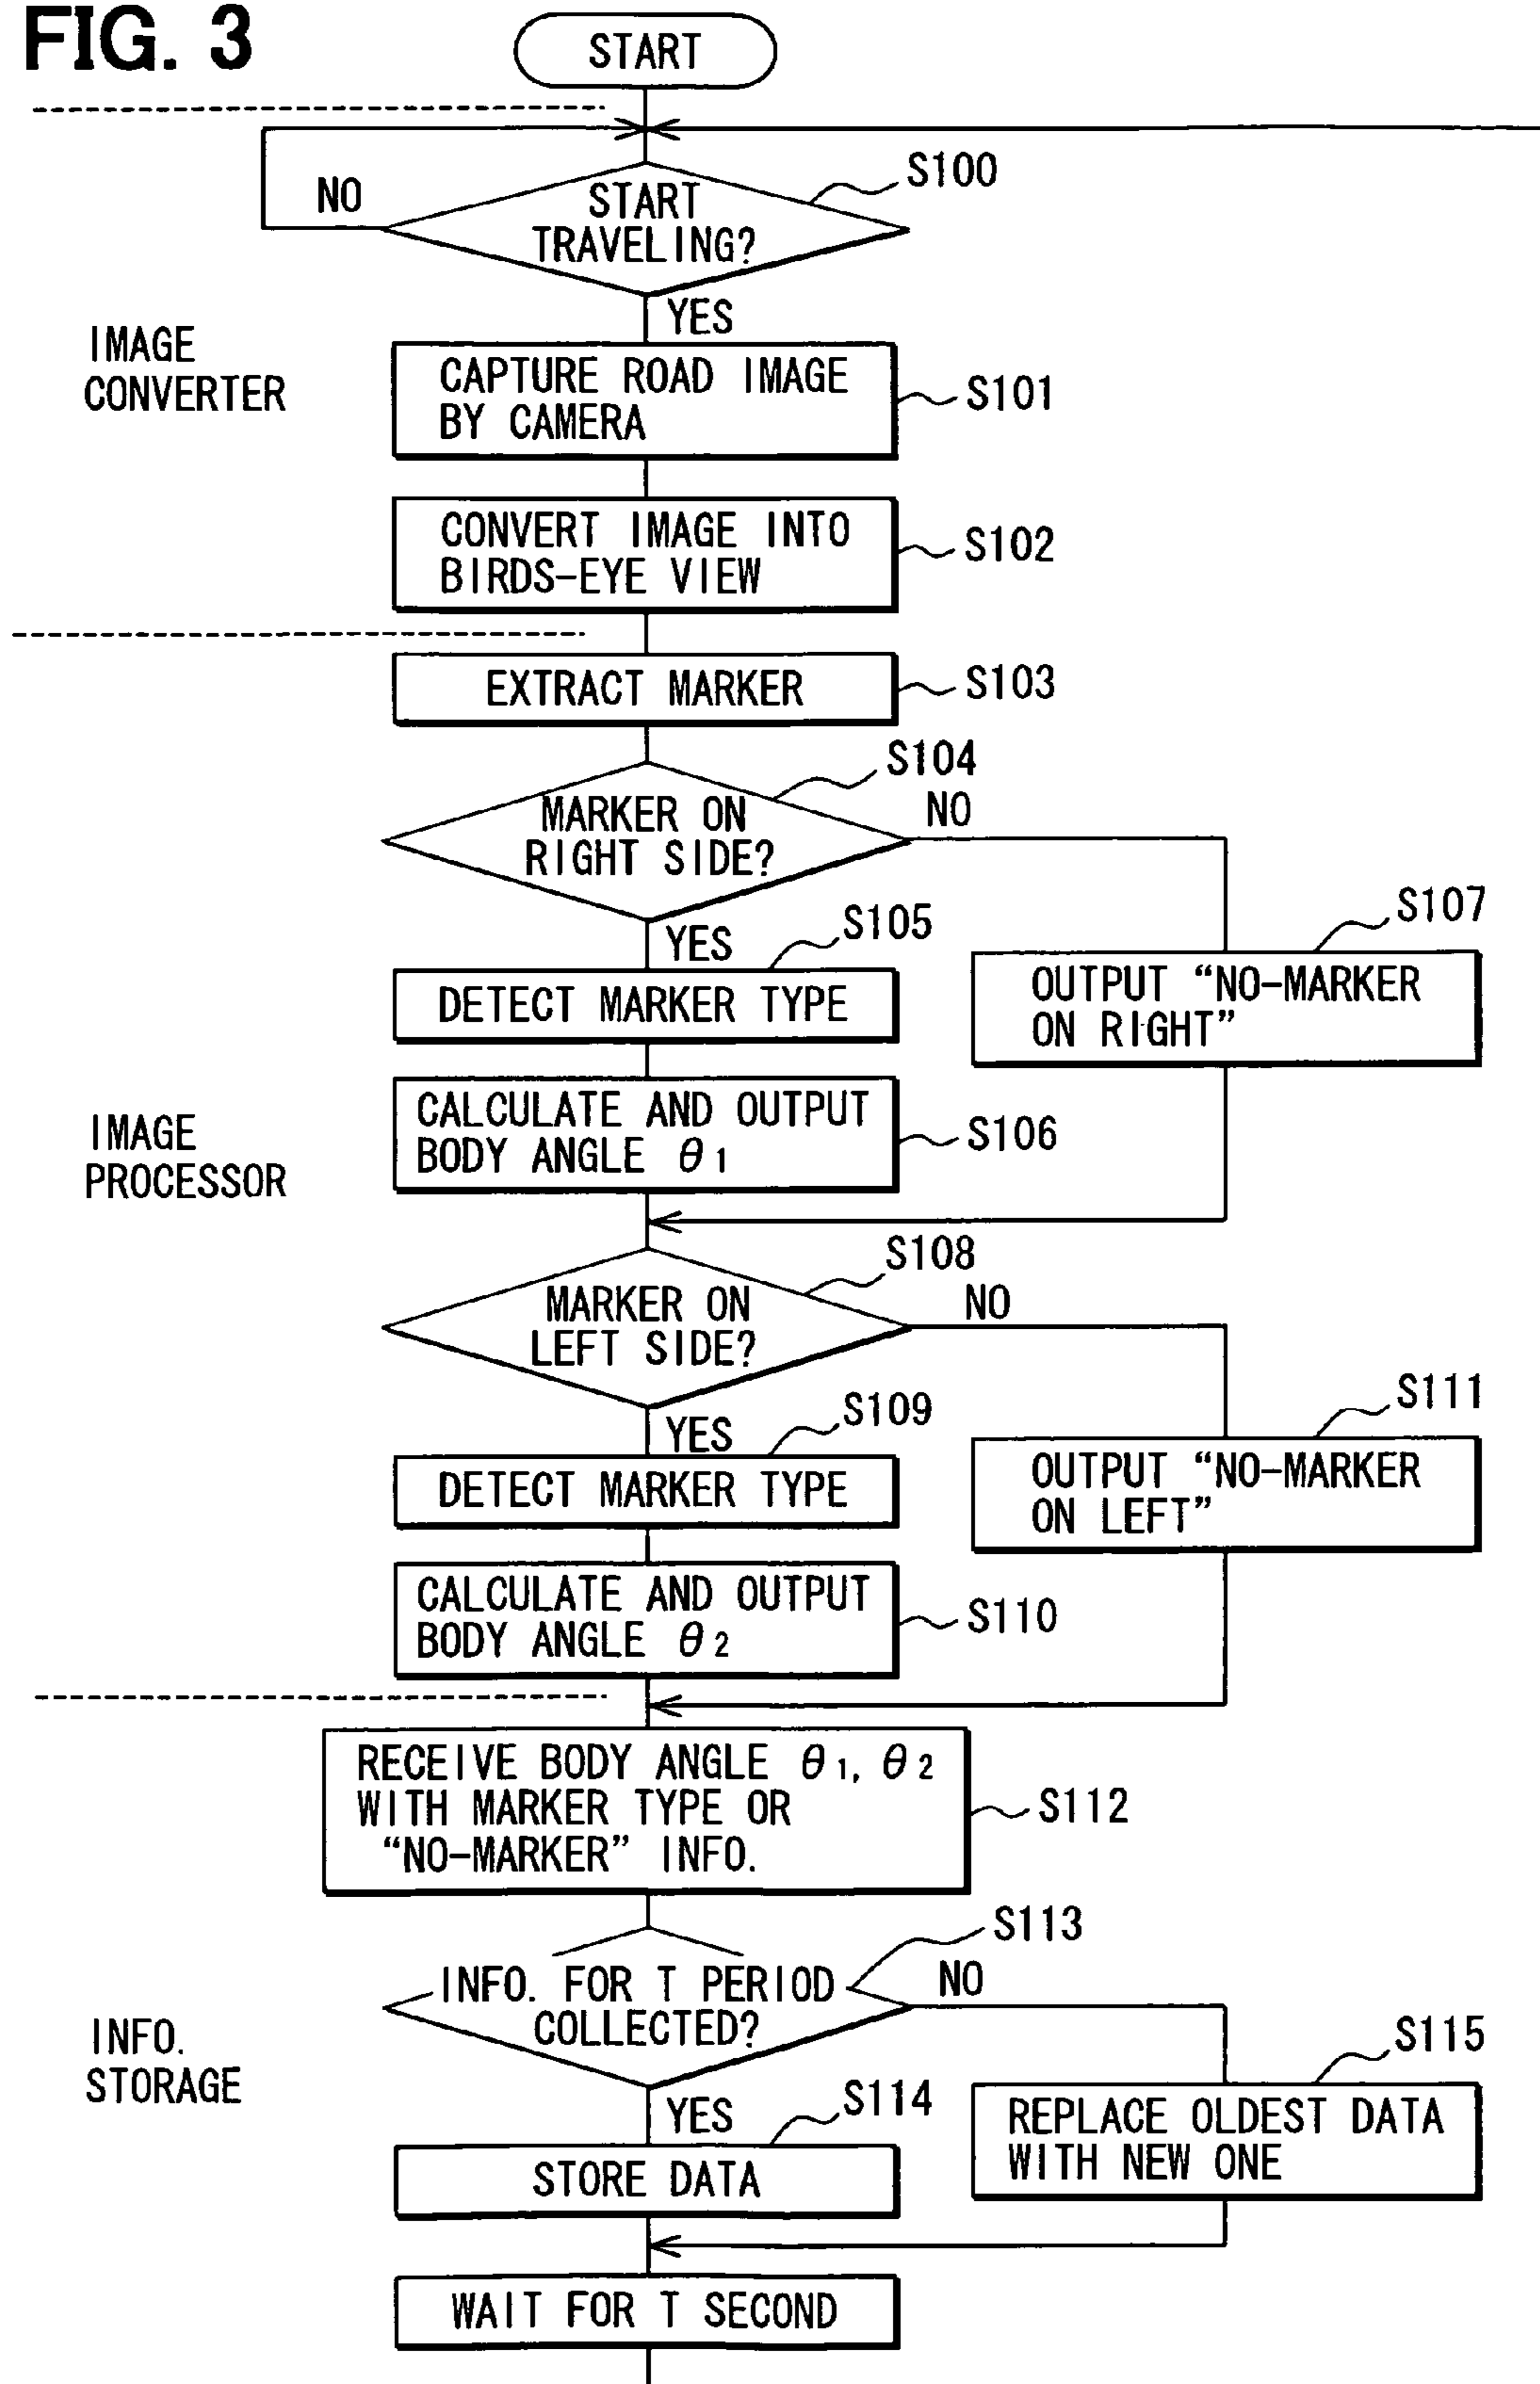 FIG. 3
START
S100
NO
START
TRAVELING?
YES
IMAGE
CONVERTER
CAPTURE ROAD IMAGE
BY CAMERA
S101
CONVERT IMAGE INTO
BIRDS-EYE VIEW
S102
EXTRACT MARKER
S103
S104
MARKER ON
RIGHT SIDE?
NO
S105
YES
S107
DETECT MARKER TYPE
OUTPUT “NO-MARKER
ON RIGHT”
IMAGE
PROCESSOR
CALCULATE AND OUTPUT
BODY ANGLE θ1
S106
S108
MARKER ON
LEFT SIDE?
NO
S109
YES
S111
DETECT MARKER TYPE
OUTPUT “NO-MARKER
ON LEFT”
CALCULATE AND OUTPUT
BODY ANGLE θ2
S110
RECEIVE BODY ANGLE θ1, θ2
WITH MARKER TYPE OR
“NO-MARKER” INFO.
S112
S113
INFO. FOR T PERIOD
COLLECTED?
NO
INFO.
STORAGE
S115
S114
YES
REPLACE OLDEST DATA
WITH NEW ONE
STORE DATA
WAIT FOR T SECOND